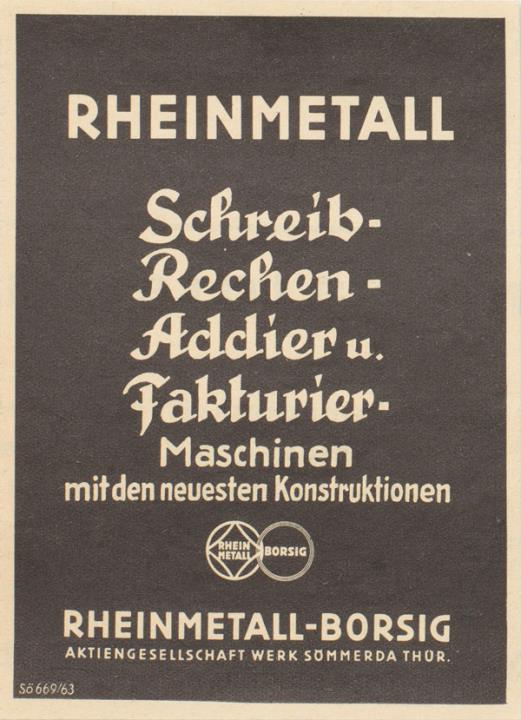 RHEINMETALL
Schreib-
Rechen-
Addier u.
Fakturier-
Maschinen
mit den neuesten Konstruktionen
RHEIN
METALL
BORSIG
RHEINMETALL-BORSIG
AKTIENGESELLSCHAFT WERK SÖMMERDA THÜR.
Sö 669/63